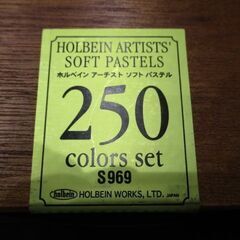 HOLBEIN ARTISTS'
SOFT PASTELS
ホルベイン アーチスト ソフト パステル
250
colors set
S969
holbein HOLBEIN WORKS, LTD. JAPAN